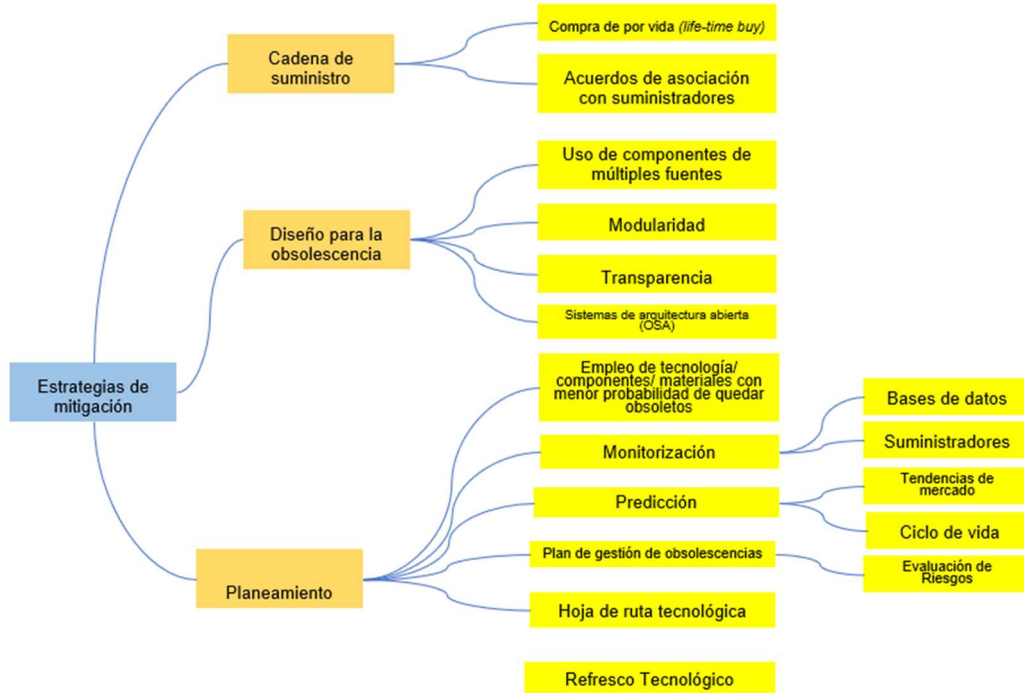 Estrategias de
mitigación
Cadena de
suministro
Compra de por vida (life-time buy)
Acuerdos de asociación
con suministradores
Diseño para la
obsolescencia
Uso de componentes de
múltiples fuentes
Modularidad
Transparencia
Sistemas de arquitectura abierta
(OSA)
Planeamiento
Empleo de tecnología/
componentes/ materiales con
menor probabilidad de quedar
obsoletos
Monitorización
Bases de datos
Suministradores
Predicción
Tendencias de
mercado
Ciclo de vida
Plan de gestión de obsolescencias
Evaluación de
Riesgos
Hoja de ruta tecnológica
Refresco Tecnológico